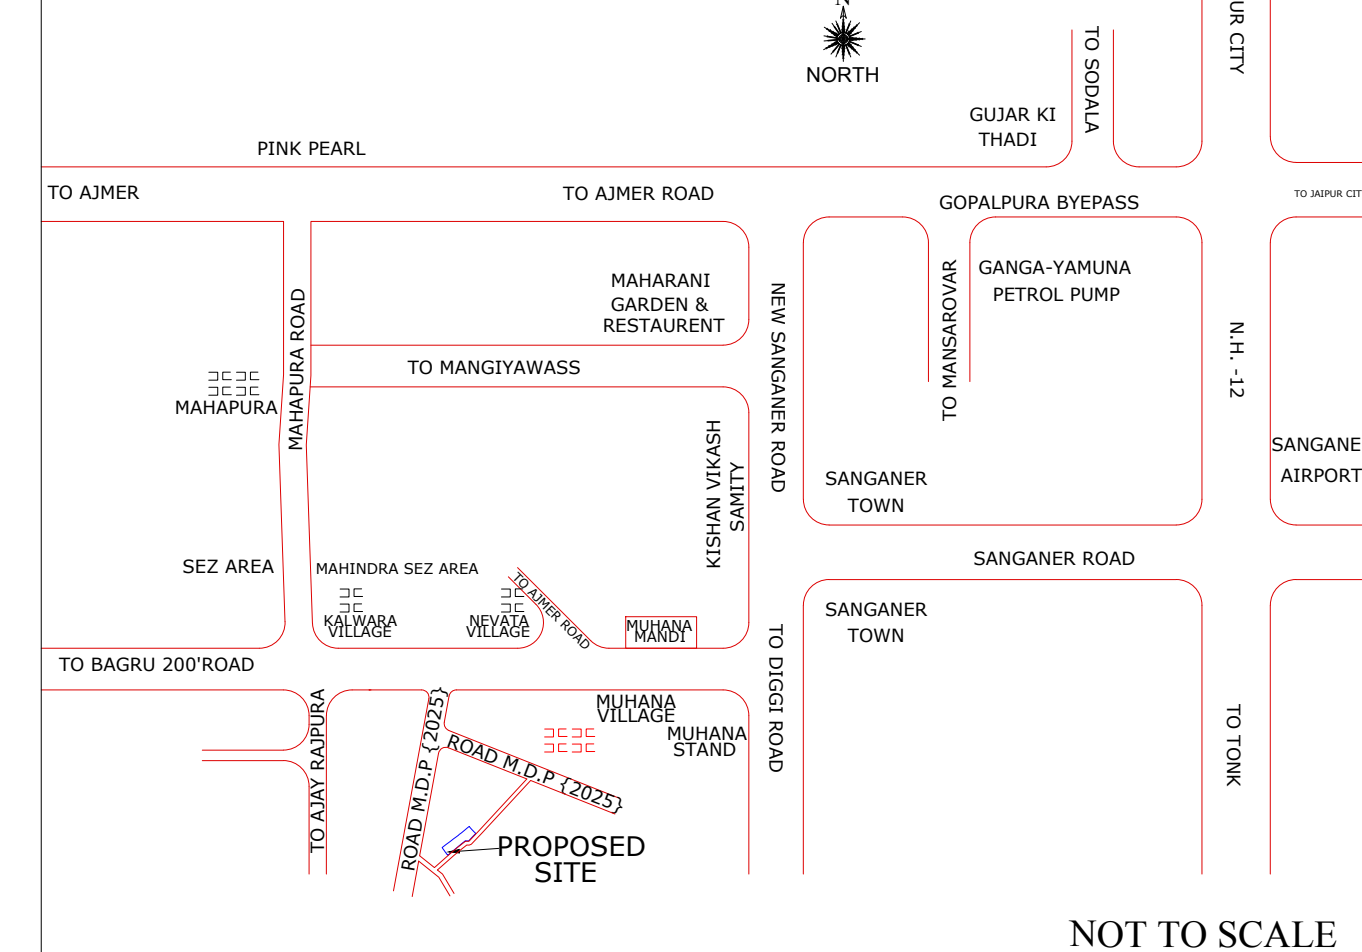 N
NORTH
UR CITY
TO SODALA
GUJAR KI
THADI
PINK PEARL
TO AJMER
TO AJMER ROAD
GOPALPURA BYEPASS
TO JAIPUR CIT
MAHARANI
GARDEN &
RESTAURENT
NEW SANGANER ROAD
TO MANSAROVAR
GANGA-YAMUNA
PETROL PUMP
N.H. -12
MAHAPURA ROAD
TO MANGIYAWASS
MAHAPURA
KISHAN VIKASH
SAMITY
SANGANER
TOWN
SANGANE
AIRPORT
SEZ AREA
MAHINDRA SEZ AREA
TO AJMER ROAD
SANGANER ROAD
KALWARA
VILLAGE
NEVATA
VILLAGE
MUHANA
MANDI
SANGANER
TOWN
TO BAGRU 200'ROAD
TO DIGGI ROAD
TO AJAY RAJPURA
ROAD M.D.P {2025}
ROAD M.D.P {2025}
MUHANA
VILLAGE
MUHANA
STAND
TO TONK
PROPOSED
SITE
NOT TO SCALE